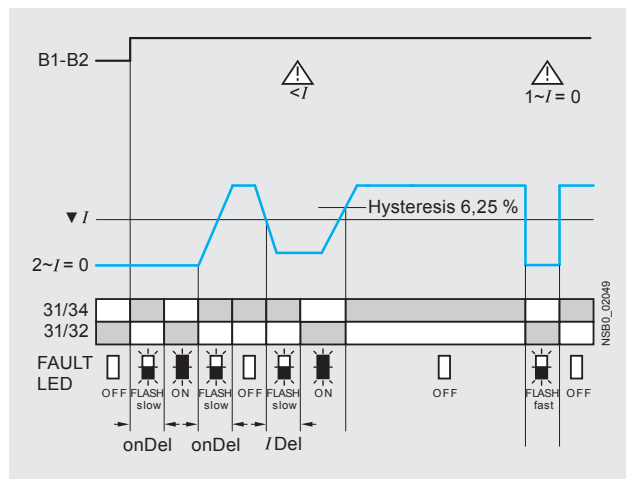 B1-B2
<I
1~I = 0
▼ I
Hysteresis 6,25 %
2~I = 0
31/34
31/32
NSB0_02049
FAULT
LED
OFF FLASH slow ON FLASH slow OFF FLASH slow ON OFF FLASH fast OFF
onDel onDel I Del